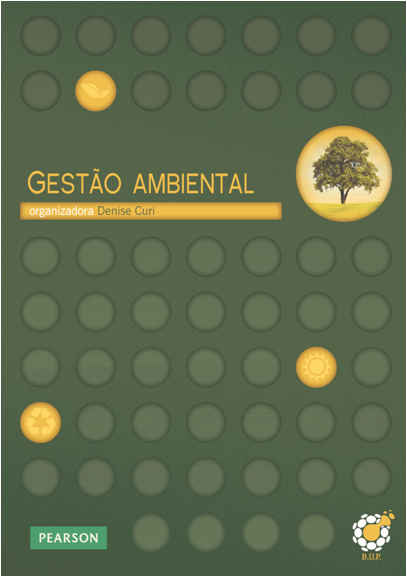 GESTÃO AMBIENTAL
organizadora Denise Curi
PEARSON
B.U.P.